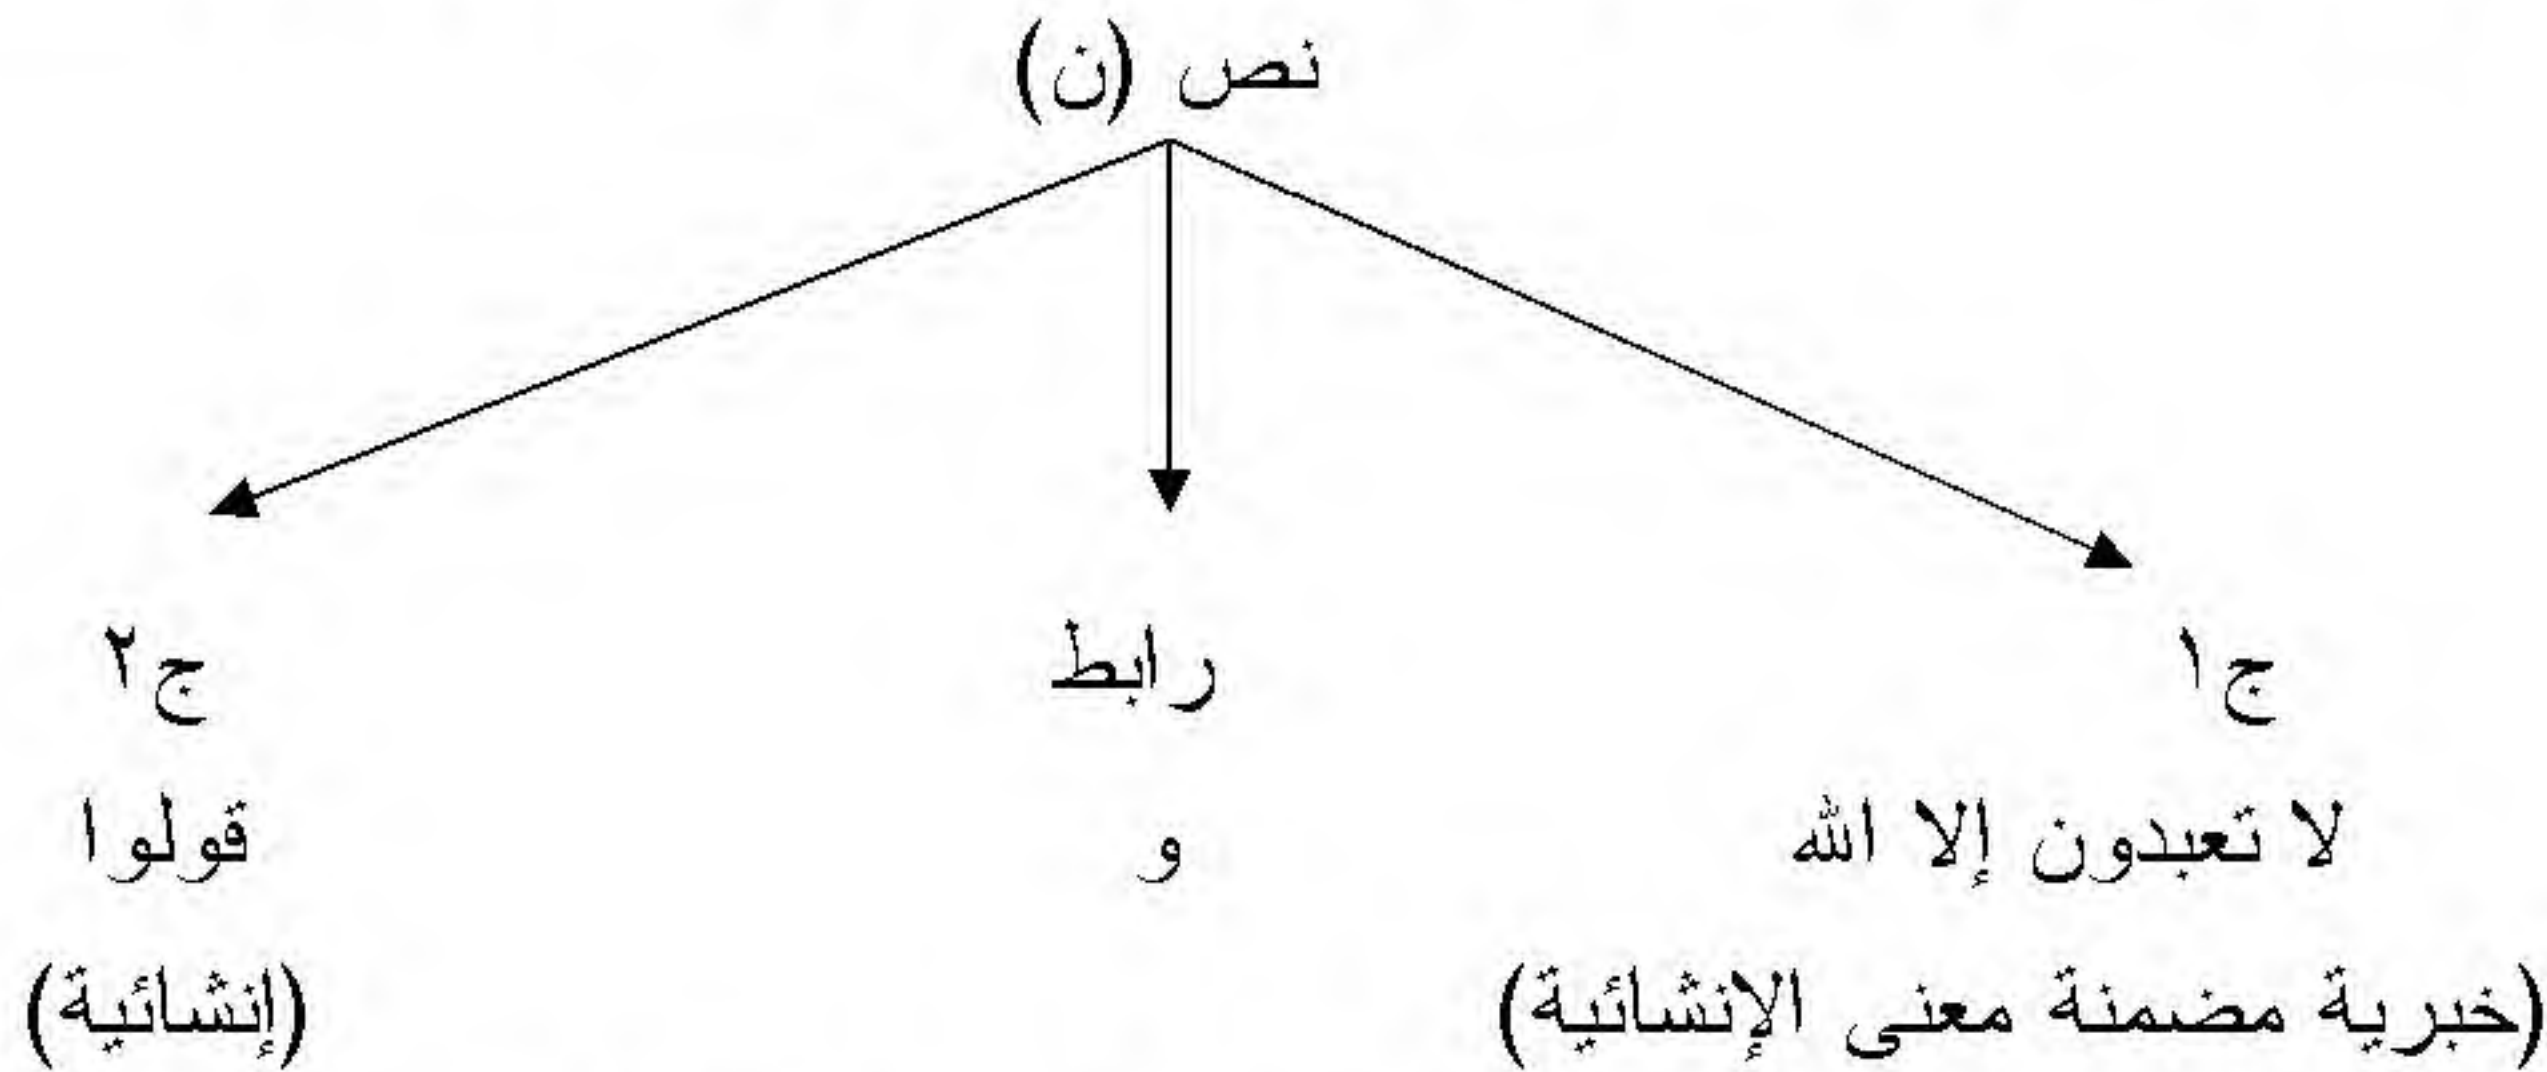 نص (ن)
ج١ رابط ج٢
لا تعبدون إلا الله و قولوا
(خبرية مضمنة معنى الإنشائية) (إنشائية)